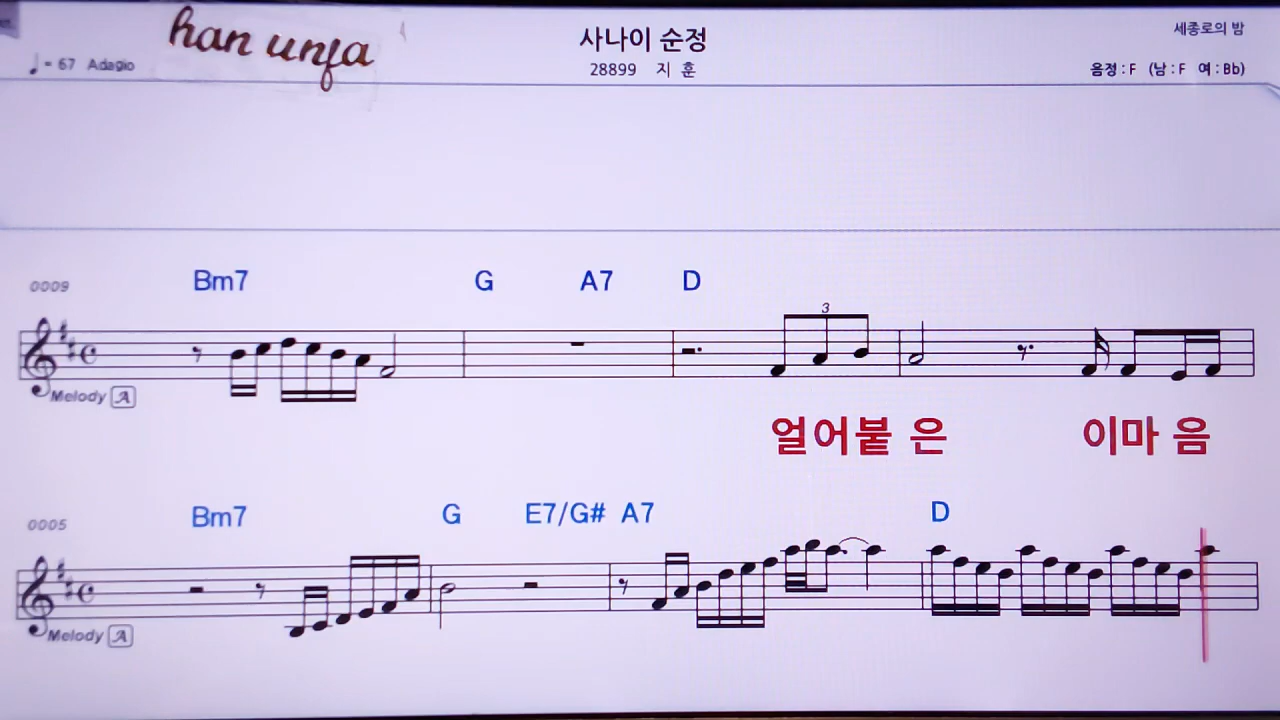 han unja
사나이 순정
세종로의 밤
♩= 67 Adagio
28899 지 훈
음정 : F (남 : F 여 : Bb)
0009 Bm7 G A7 D
3
Melody A
얼어붙 은 이마 음
0005 Bm7 G E7/G# A7 D
Melody A